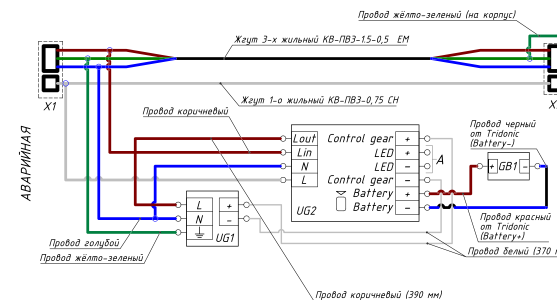 Провод жёлто-зеленый (на корпус)
Жгут 3-х жильный КВ-ПВЗ-1.5-0,5 ЕМ
X1
Жгут 1-о жильный КВ-ПВЗ-0,75 СН
Провод коричневый
АВАРИЙНАЯ
Lout
Lin
N
L
Control gear +
LED +
LED –
Control gear –
Battery +
Battery –
UG2
A
Провод черный
от Tridonic
(Battery-)
+ GB1 –
L
N
+
–
UG1
Провод красный
от Tridonic
(Battery+)
Провод голубой
Провод жёлто-зеленый
Провод белый (370
Провод коричневый (390 мм)